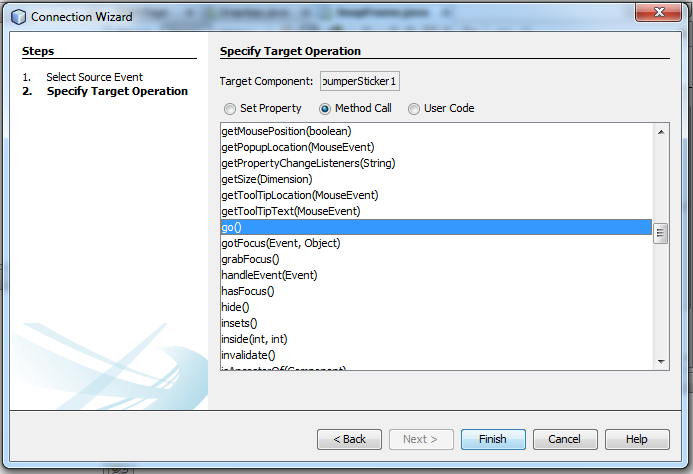 Connection Wizard
Steps
1. Select Source Event
2. Specify Target Operation
Specify Target Operation
Target Component: bumperSticker1
Set Property Method Call User Code
getMousePosition(boolean)
getPopupLocation(MouseEvent)
getPropertyChangeListeners(String)
getSize(Dimension)
getToolTipLocation(MouseEvent)
getToolTipText(MouseEvent)
go()
gotFocus(Event, Object)
grabFocus()
handleEvent(Event)
hasFocus()
hide()
insets()
inside(int, int)
invalidate()
isAncestorOf(Component)
< Back Next > Finish Cancel Help